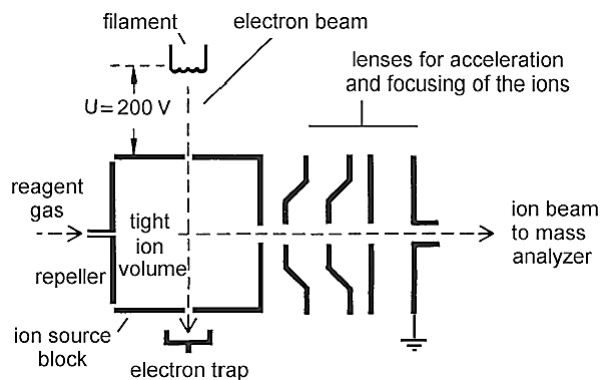 filament
electron beam
lenses for acceleration
and focusing of the ions
U=200 V
reagent
gas
tight
ion
volume
repeller
ion beam
to mass
analyzer
ion source
block
electron trap